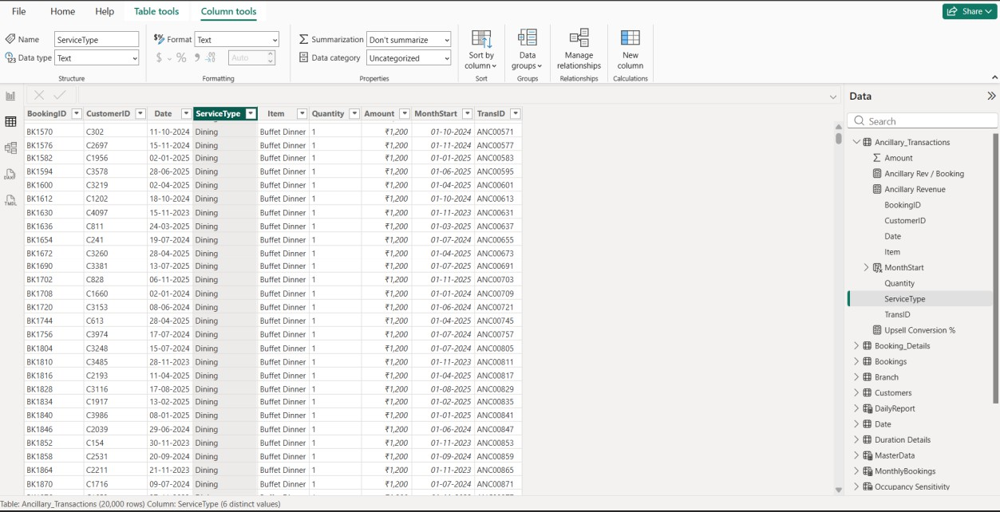 File Home Help Table tools Column tools Share
Name ServiceType $% Format Text Summarization Don't summarize
Data type Text $ % Auto Data category Uncategorized
Sort by column Data groups Manage relationships New column
Structure Formatting Properties Sort Groups Relationships Calculations
Data
BookingID CustomerID Date ServiceType Item Quantity Amount MonthStart TransID
BK1570 C302 11-10-2024 Dining Buffet Dinner 1 ₹1,200 01-10-2024 ANC00571
BK1576 C2697 15-11-2024 Dining Buffet Dinner 1 ₹1,200 01-11-2024 ANC00577
BK1582 C1956 02-01-2025 Dining Buffet Dinner 1 ₹1,200 01-01-2025 ANC00583
BK1594 C3578 28-06-2025 Dining Buffet Dinner 1 ₹1,200 01-06-2025 ANC00595
BK1600 C3219 02-04-2025 Dining Buffet Dinner 1 ₹1,200 01-04-2025 ANC00601
BK1612 C1202 18-10-2024 Dining Buffet Dinner 1 ₹1,200 01-10-2024 ANC00613
BK1630 C4097 15-11-2023 Dining Buffet Dinner 1 ₹1,200 01-11-2023 ANC00631
BK1636 C811 24-03-2025 Dining Buffet Dinner 1 ₹1,200 01-03-2025 ANC00637
BK1654 C241 19-07-2024 Dining Buffet Dinner 1 ₹1,200 01-07-2024 ANC00655
BK1672 C3260 28-04-2025 Dining Buffet Dinner 1 ₹1,200 01-04-2025 ANC00673
BK1690 C3381 13-07-2025 Dining Buffet Dinner 1 ₹1,200 01-07-2025 ANC00691
BK1702 C828 06-11-2025 Dining Buffet Dinner 1 ₹1,200 01-11-2025 ANC00703
BK1708 C1660 02-01-2024 Dining Buffet Dinner 1 ₹1,200 01-01-2024 ANC00709
BK1720 C3153 08-06-2024 Dining Buffet Dinner 1 ₹1,200 01-06-2024 ANC00721
BK1744 C613 28-04-2025 Dining Buffet Dinner 1 ₹1,200 01-04-2025 ANC00745
BK1756 C3974 17-07-2024 Dining Buffet Dinner 1 ₹1,200 01-07-2024 ANC00757
BK1804 C3248 15-07-2024 Dining Buffet Dinner 1 ₹1,200 01-07-2024 ANC00805
BK1810 C3485 28-11-2023 Dining Buffet Dinner 1 ₹1,200 01-11-2023 ANC00811
BK1816 C2193 11-04-2025 Dining Buffet Dinner 1 ₹1,200 01-04-2025 ANC00817
BK1828 C3116 17-08-2025 Dining Buffet Dinner 1 ₹1,200 01-08-2025 ANC00829
BK1834 C1917 13-02-2025 Dining Buffet Dinner 1 ₹1,200 01-02-2025 ANC00835
BK1840 C3986 08-01-2025 Dining Buffet Dinner 1 ₹1,200 01-01-2025 ANC00841
BK1846 C2039 29-06-2024 Dining Buffet Dinner 1 ₹1,200 01-06-2024 ANC00847
BK1852 C154 30-11-2023 Dining Buffet Dinner 1 ₹1,200 01-11-2023 ANC00853
BK1858 C2531 20-09-2024 Dining Buffet Dinner 1 ₹1,200 01-09-2024 ANC00859
BK1864 C2211 21-11-2023 Dining Buffet Dinner 1 ₹1,200 01-11-2023 ANC00865
BK1870 C1716 09-07-2024 Dining Buffet Dinner 1 ₹1,200 01-07-2024 ANC00871
Search
Ancillary_Transactions
Amount
Ancillary Rev / Booking
Ancillary Revenue
BookingID
CustomerID
Date
Item
MonthStart
Quantity
ServiceType
TransID
Upsell Conversion %
Booking_Details
Bookings
Branch
Customers
DailyReport
Date
Duration Details
MasterData
MonthlyBookings
Occupancy Sensitivity
Table: Ancillary_Transactions (20,000 rows) Column: ServiceType (6 distinct values)